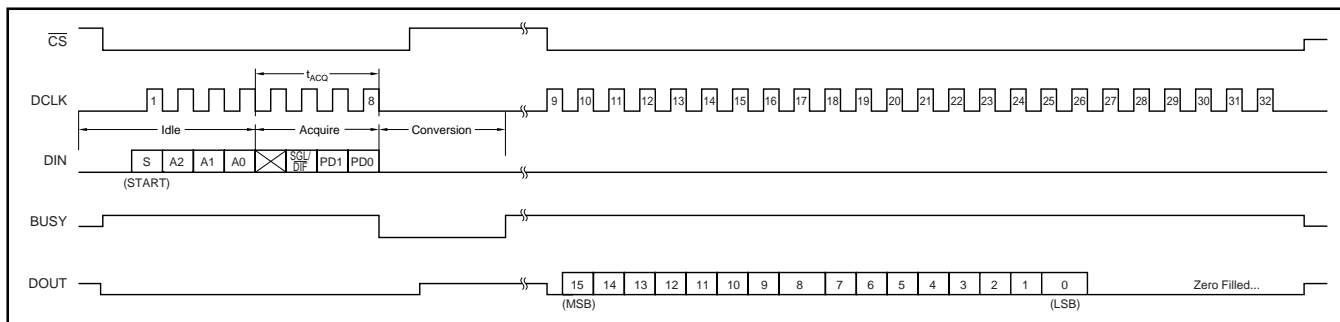 CS
tACQ
DCLK 1 8 9 10 11 12 13 14 15 16 17 18 19 20 21 22 23 24 25 26 27 28 29 30 31 32
Idle Acquire Conversion
DIN S A2 A1 A0 SGL/DIF PD1 PD0
(START)
BUSY
DOUT 15 14 13 12 11 10 9 8 7 6 5 4 3 2 1 0 Zero Filled...
(MSB) (LSB)